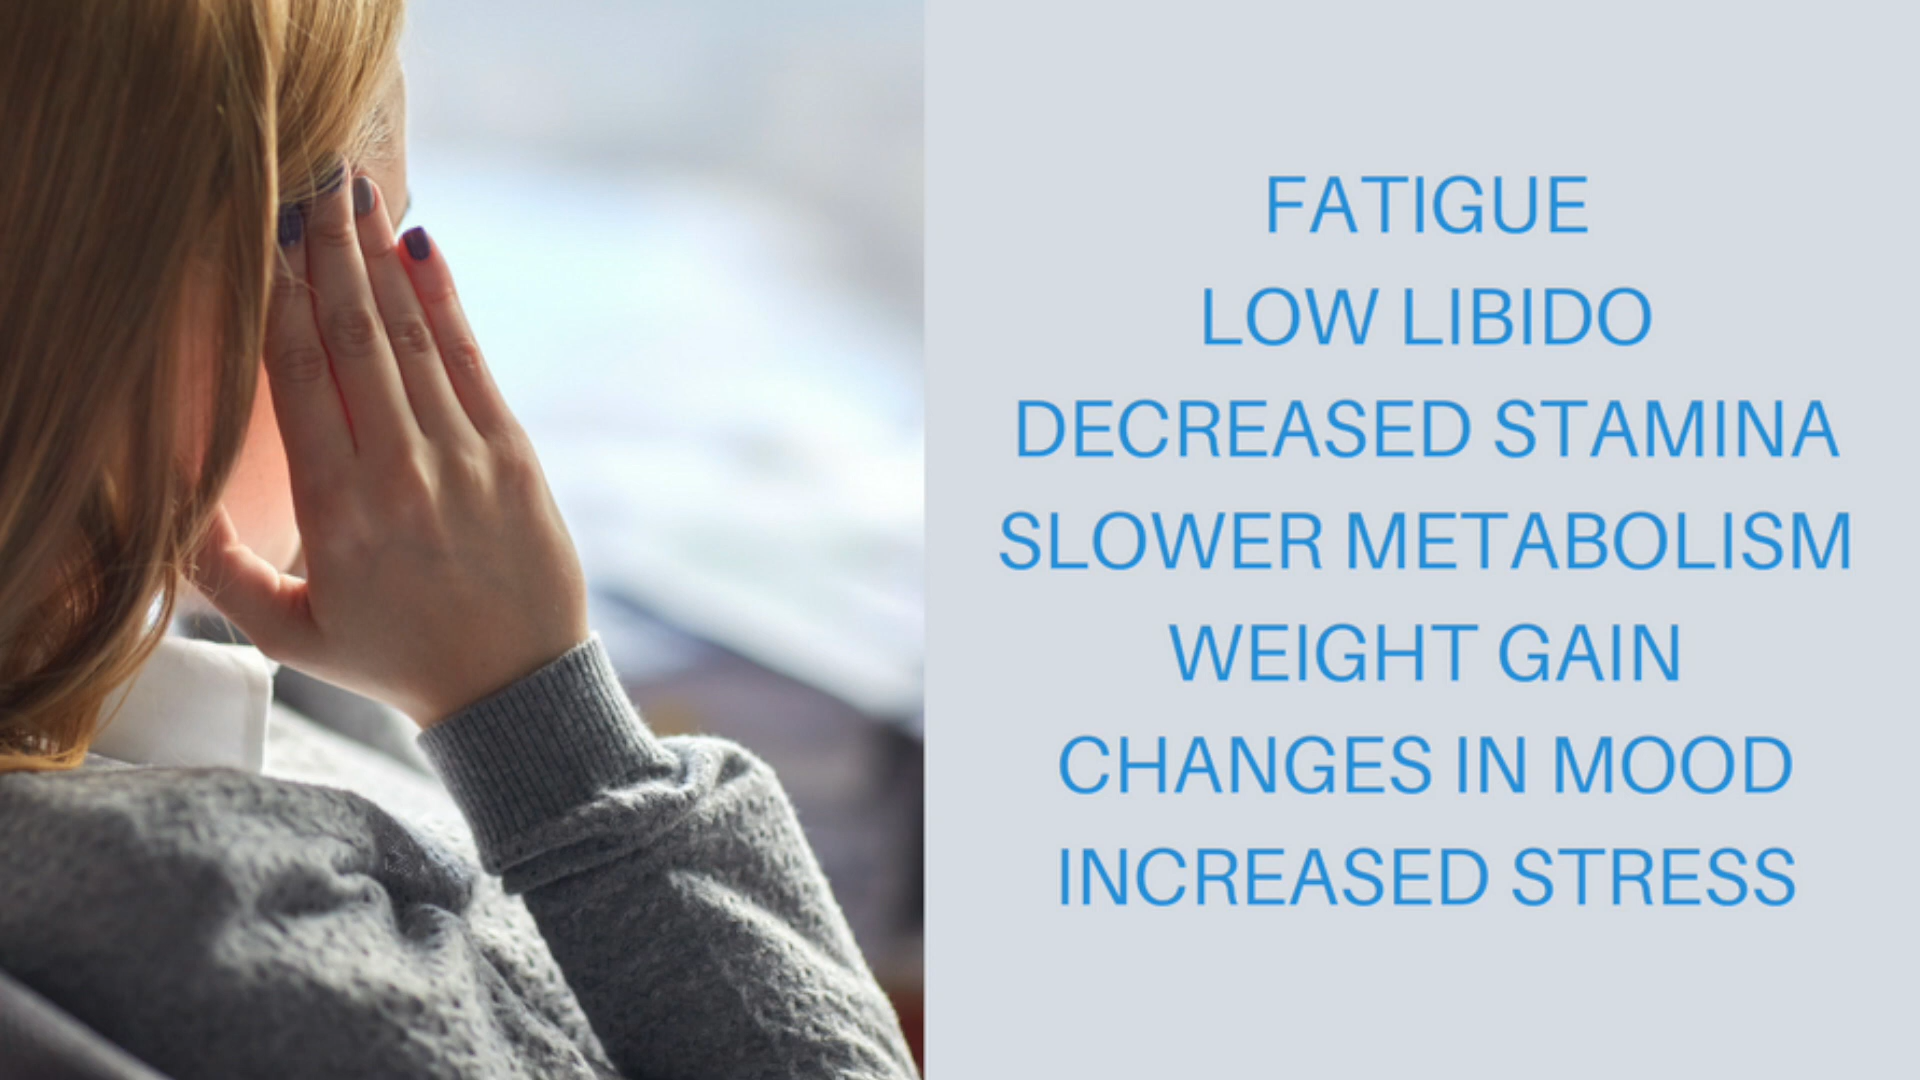 FATIGUE
LOW LIBIDO
DECREASED STAMINA
SLOWER METABOLISM
WEIGHT GAIN
CHANGES IN MOOD
INCREASED STRESS